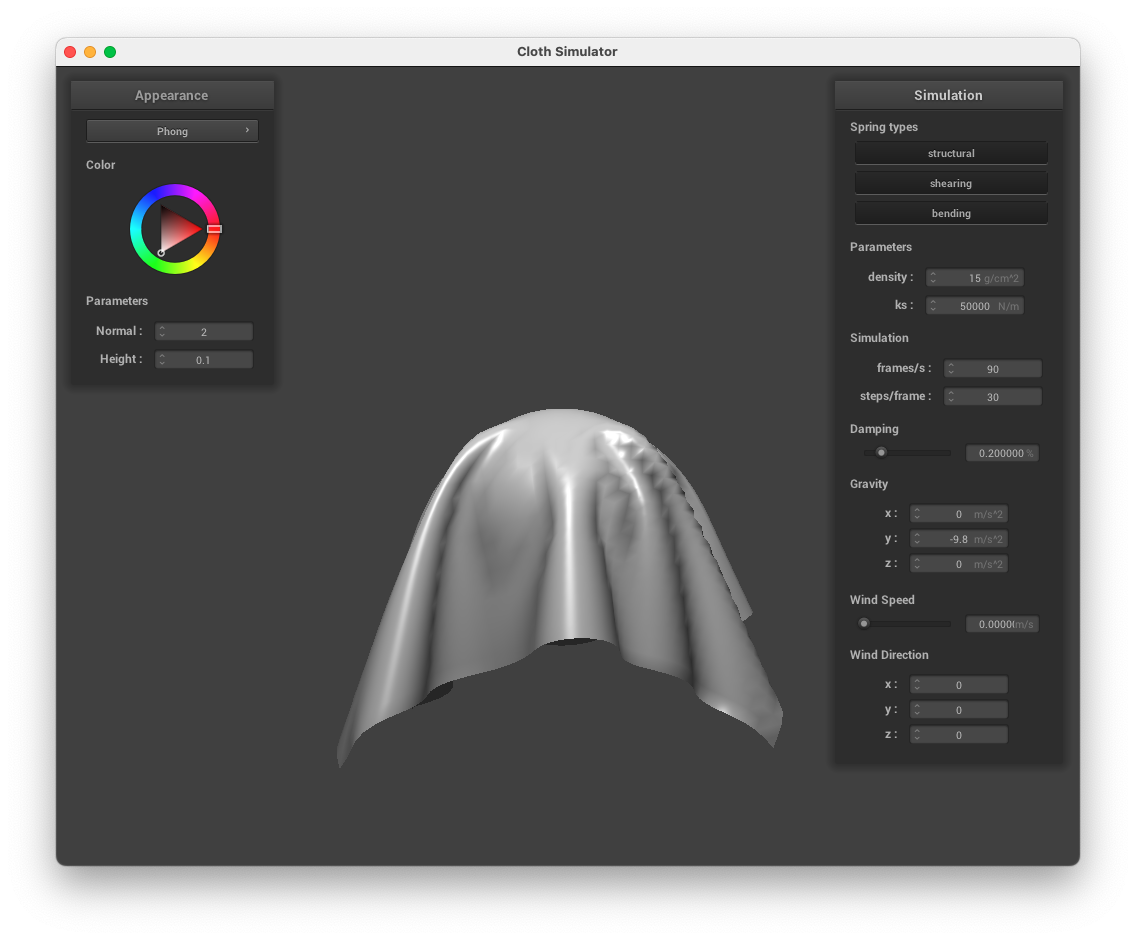 Cloth Simulator
Appearance
Phong
Color
Parameters
Normal : 2
Height : 0.1
Simulation
Spring types
structural
shearing
bending
Parameters
density : 15 g/cm^2
ks : 50000 N/m
Simulation
frames/s : 90
steps/frame : 30
Damping
0.200000 %
Gravity
x : 0 m/s^2
y : -9.8 m/s^2
z : 0 m/s^2
Wind Speed
0.0000 m/s
Wind Direction
x : 0
y : 0
z : 0